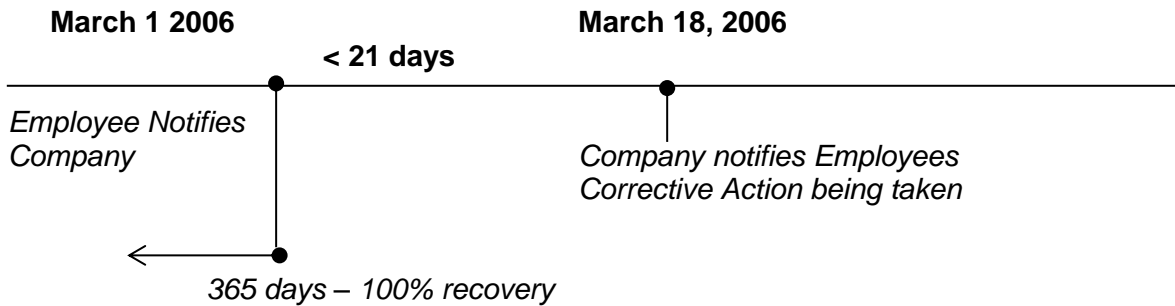 March 1 2006
March 18, 2006
< 21 days
Employee Notifies
Company
Company notifies Employees
Corrective Action being taken
365 days – 100% recovery